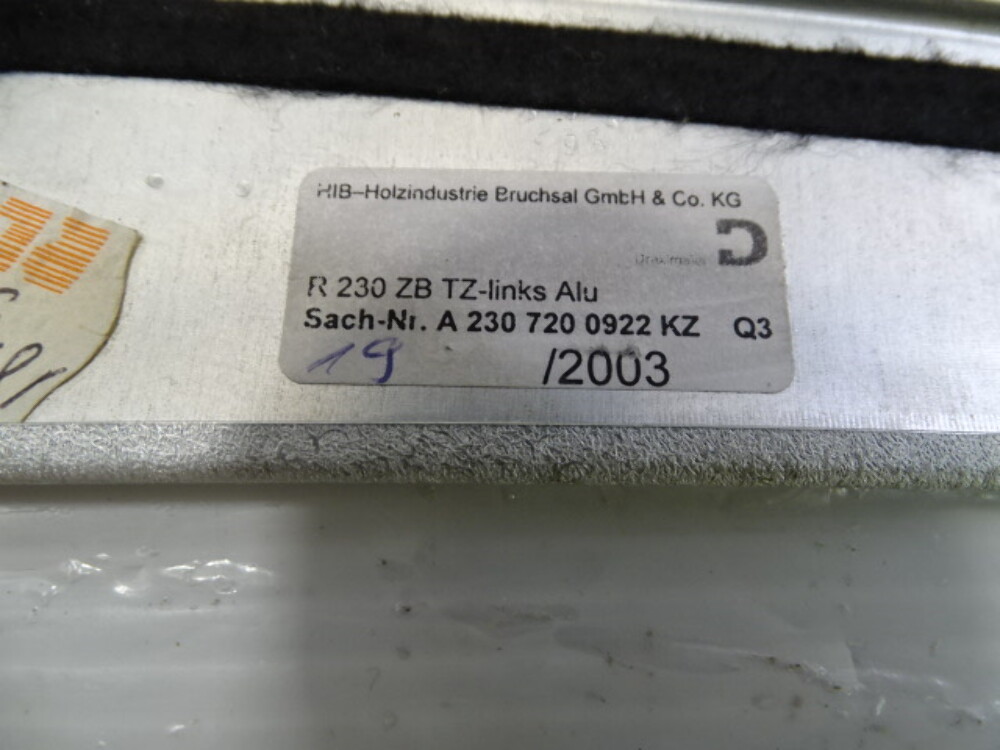 HIB–Holzindustrie Bruchsal GmbH & Co. KG
Dräxlmaier
R 230 ZB TZ-links Alu
Sach-Nr. A 230 720 0922 KZ Q3
19 /2003